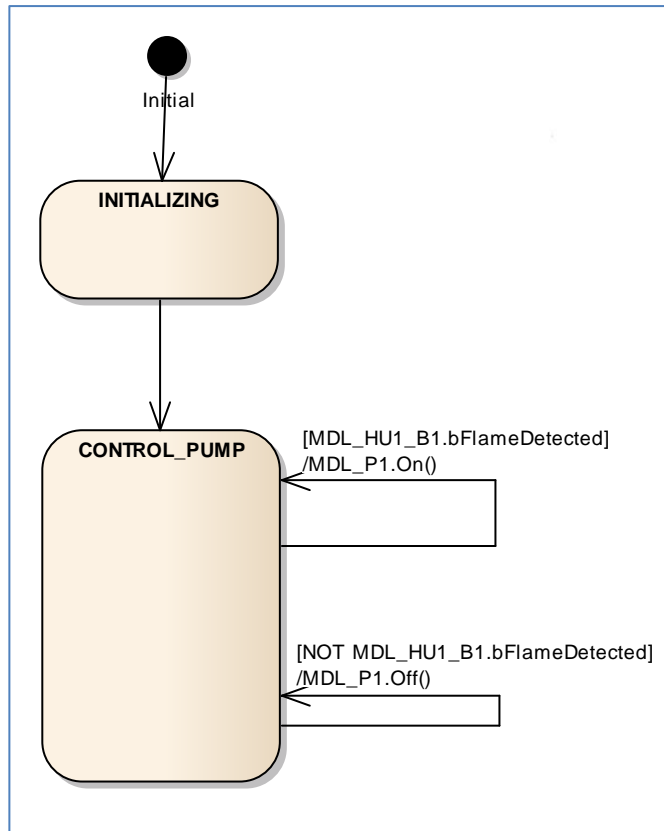 Initial
INITIALIZING
CONTROL_PUMP
[MDL_HU1_B1.bFlameDetected]
/MDL_P1.On()
[NOT MDL_HU1_B1.bFlameDetected]
/MDL_P1.Off()